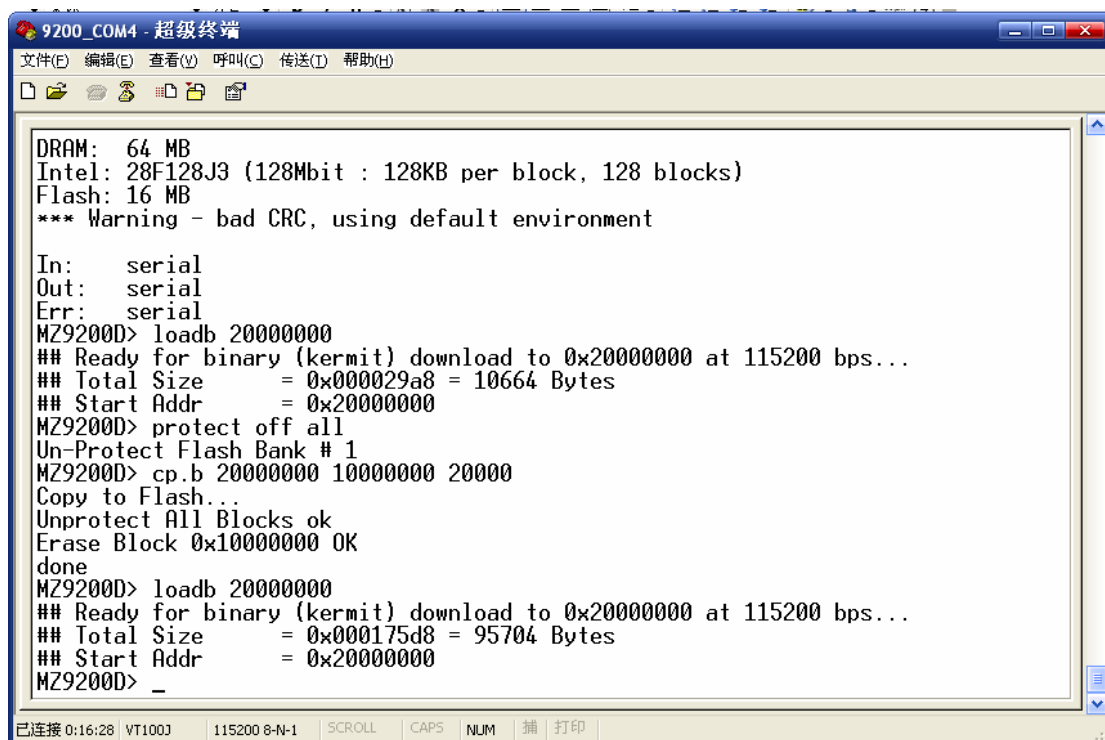 9200_COM4 - 超级终端
文件(F) 编辑(E) 查看(V) 呼叫(C) 传送(T) 帮助(H)
DRAM:  64 MB
Intel: 28F128J3 (128Mbit : 128KB per block, 128 blocks)
Flash: 16 MB
*** Warning - bad CRC, using default environment
In:    serial
Out:   serial
Err:   serial
MZ9200D> loadb 20000000
## Ready for binary (kermit) download to 0x20000000 at 115200 bps...
## Total Size      = 0x000029a8 = 10664 Bytes
## Start Addr      = 0x20000000
MZ9200D> protect off all
Un-Protect Flash Bank # 1
MZ9200D> cp.b 20000000 10000000 20000
Copy to Flash...
Unprotect All Blocks ok
Erase Block 0x10000000 OK
done
MZ9200D> loadb 20000000
## Ready for binary (kermit) download to 0x20000000 at 115200 bps...
## Total Size      = 0x000175d8 = 95704 Bytes
## Start Addr      = 0x20000000
MZ9200D> _
已连接 0:16:28 VT100J 115200 8-N-1 SCROLL CAPS NUM 捕 打印